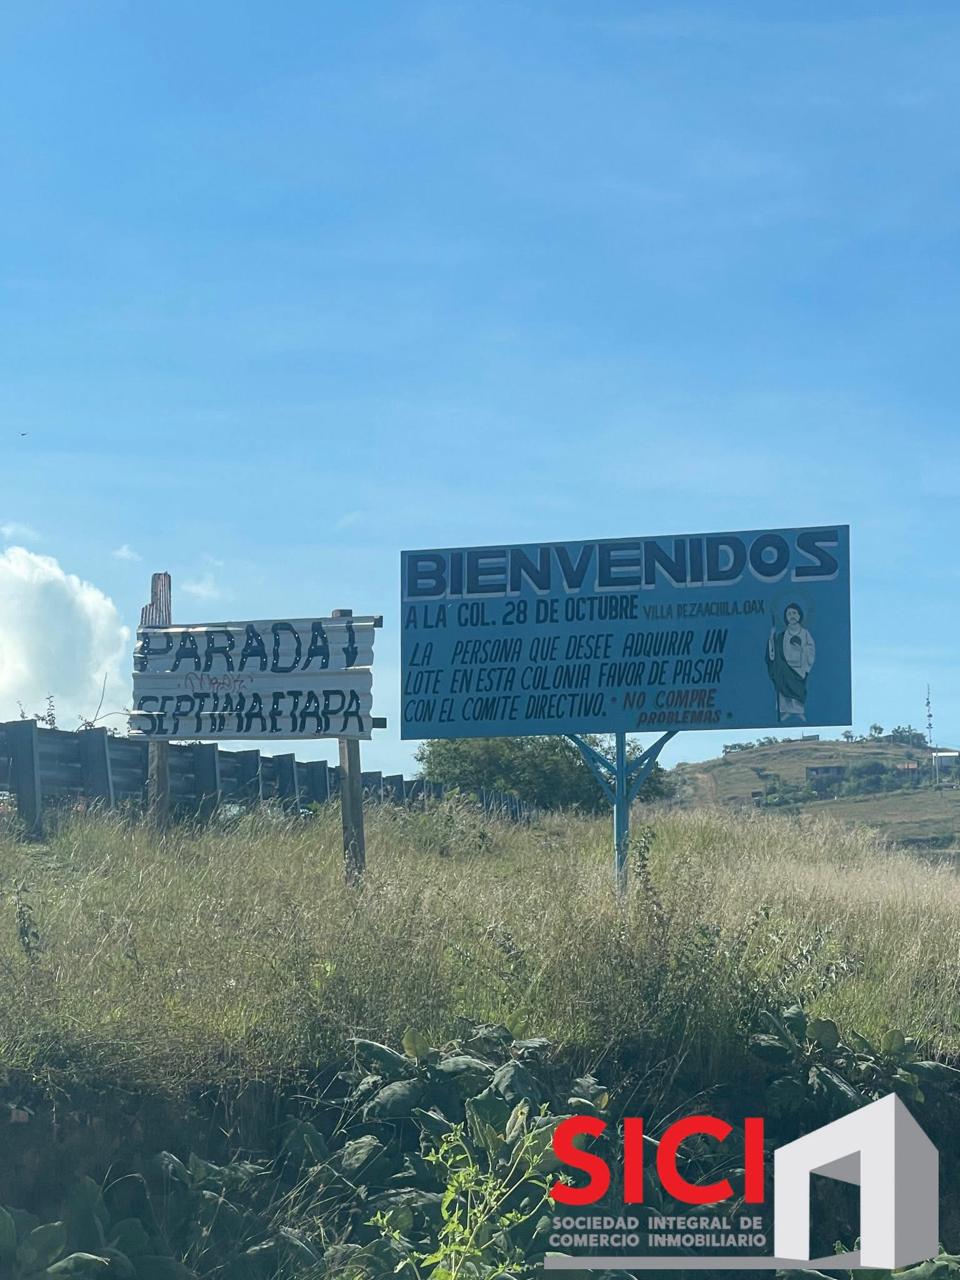 PARADA
SEPTIMA ETAPA
BIENVENIDOS
A LA COL. 28 DE OCTUBRE VILLA DE ZAACHILA. OAX
LA PERSONA QUE DESEE ADQUIRIR UN
LOTE EN ESTA COLONIA FAVOR DE PASAR
CON EL COMITE DIRECTIVO. * NO COMPRE
PROBLEMAS *
SICI
SOCIEDAD INTEGRAL DE
COMERCIO INMOBILIARIO